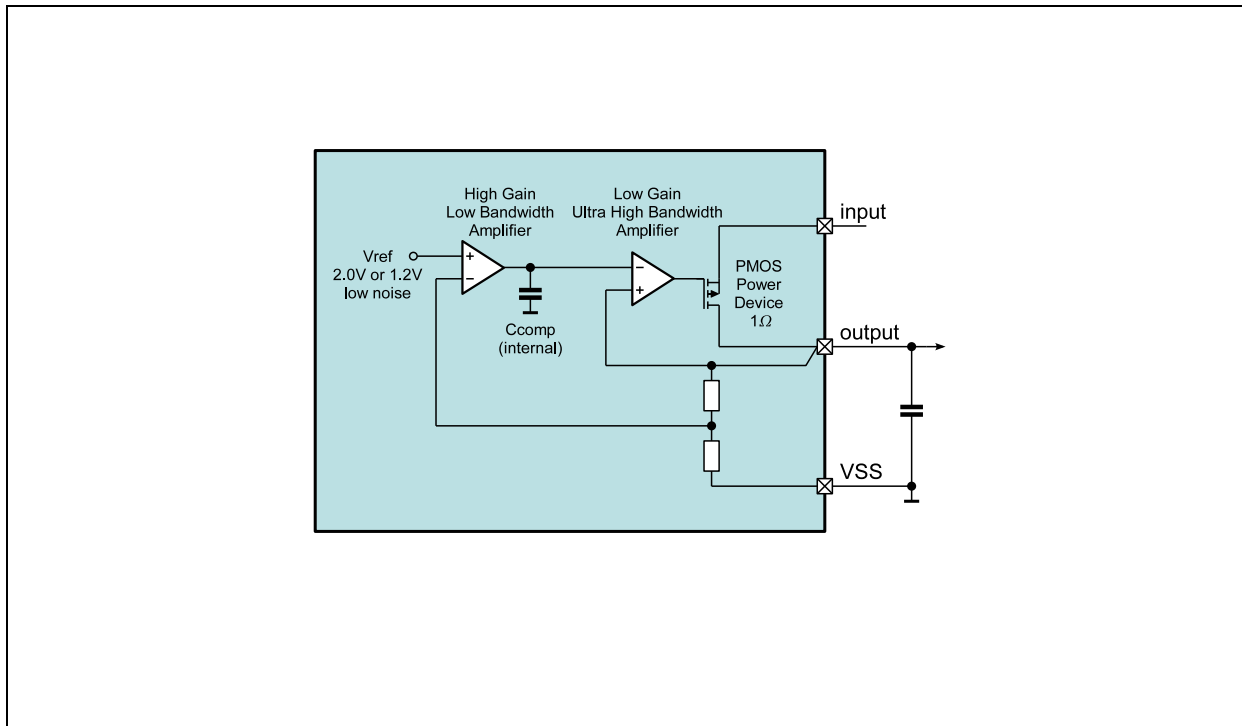 High Gain
Low Bandwidth
Amplifier
Low Gain
Ultra High Bandwidth
Amplifier
input
Vref
2.0V or 1.2V
low noise
+
−
−
+
PMOS
Power
Device
1Ω
Ccomp
(internal)
output
VSS